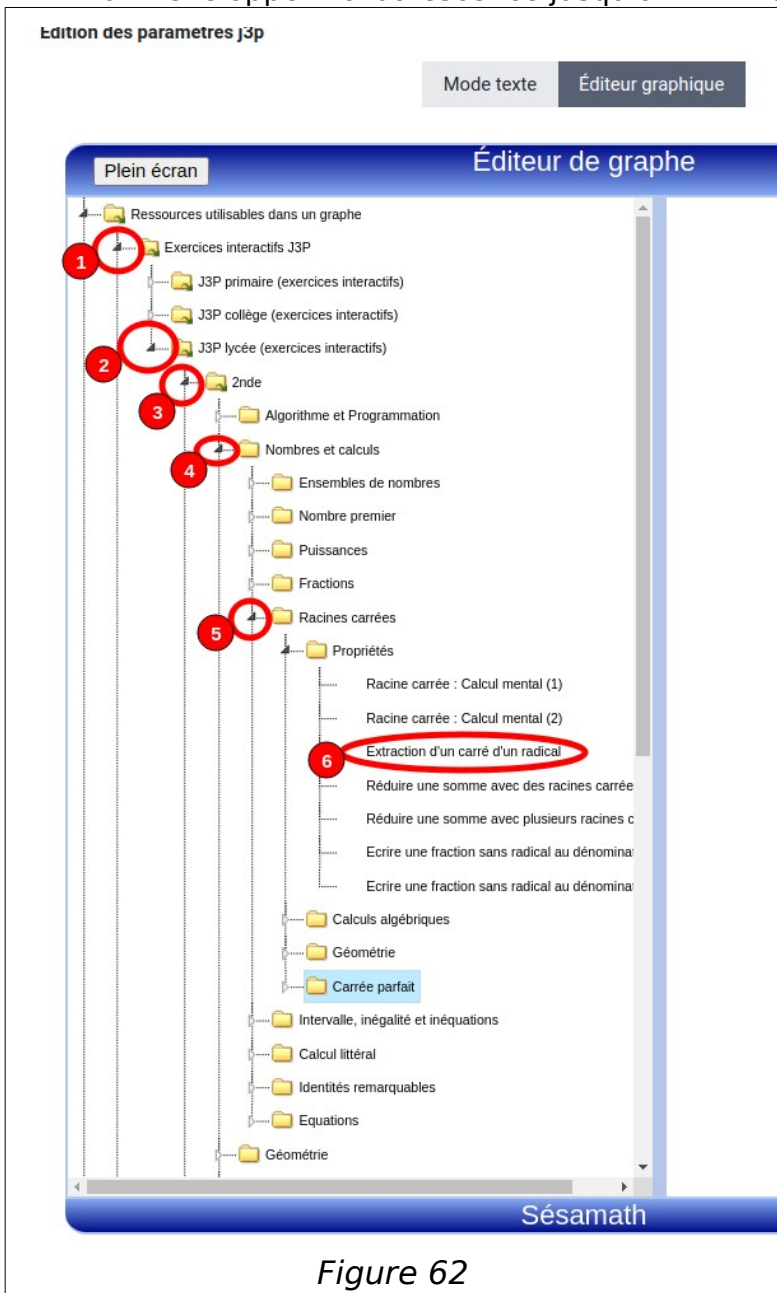 Edition des parametres j3p
Mode texte Éditeur graphique
Plein écran Éditeur de graphe
Ressources utilisables dans un graphe
1 Exercices interactifs J3P
J3P primaire (exercices interactifs)
J3P collège (exercices interactifs)
2 J3P lycée (exercices interactifs)
3 2nde
Algorithme et Programmation
4 Nombres et calculs
Ensembles de nombres
Nombre premier
Puissances
Fractions
5 Racines carrées
Propriétés
Racine carrée : Calcul mental (1)
Racine carrée : Calcul mental (2)
6 Extraction d'un carré d'un radical
Réduire une somme avec des racines carrée
Réduire une somme avec plusieurs racines c
Ecrire une fraction sans radical au dénomina
Ecrire une fraction sans radical au dénomina
Calculs algébriques
Géométrie
Carrée parfait
Intervalle, inégalité et inéquations
Calcul littéral
Identités remarquables
Equations
Géométrie
Sésamath
Figure 62